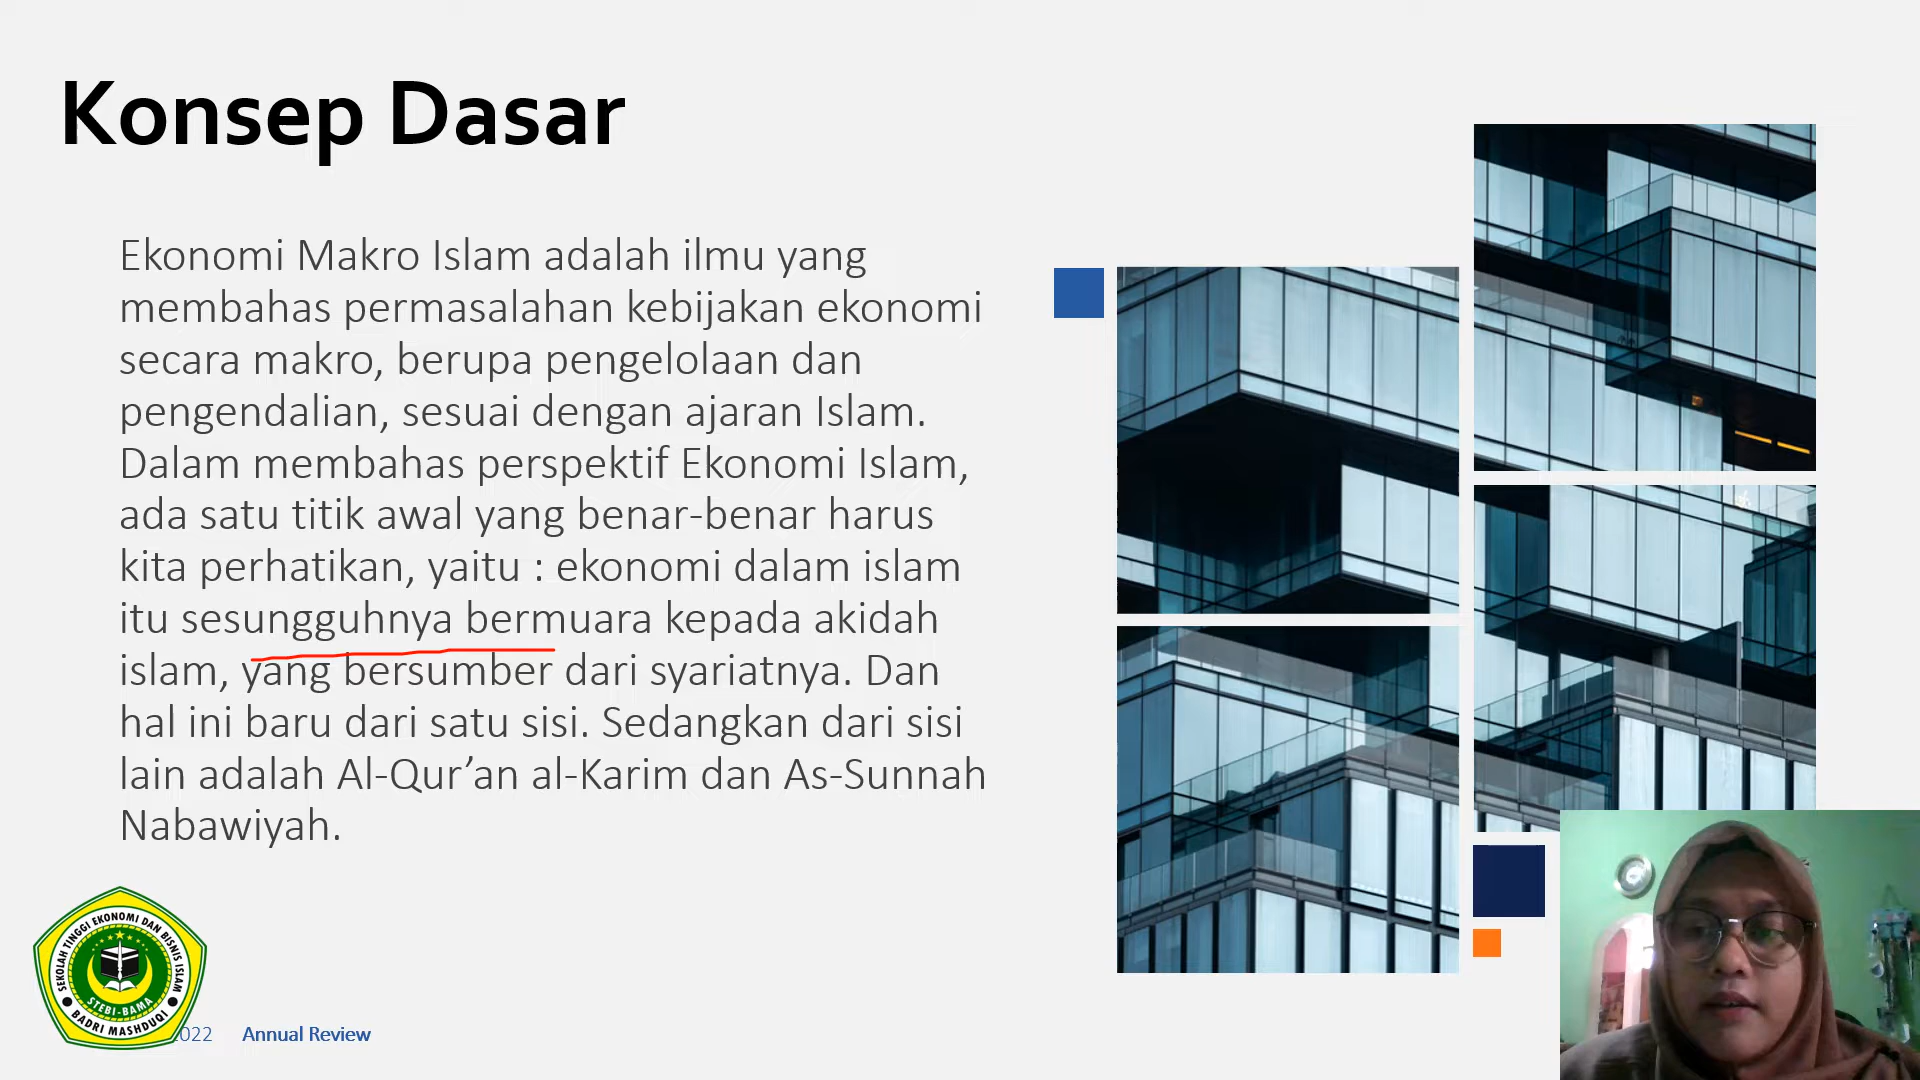 Konsep Dasar
Ekonomi Makro Islam adalah ilmu yang
membahas permasalahan kebijakan ekonomi
secara makro, berupa pengelolaan dan
pengendalian, sesuai dengan ajaran Islam.
Dalam membahas perspektif Ekonomi Islam,
ada satu titik awal yang benar-benar harus
kita perhatikan, yaitu : ekonomi dalam islam
itu sesungguhnya bermuara kepada akidah
islam, yang bersumber dari syariatnya. Dan
hal ini baru dari satu sisi. Sedangkan dari sisi
lain adalah Al-Qur’an al-Karim dan As-Sunnah
Nabawiyah.
SEKOLAH TINGGI EKONOMI DAN BISNIS ISLAM
STEBI-BAMA
BADRI MASHDUQI
022 Annual Review